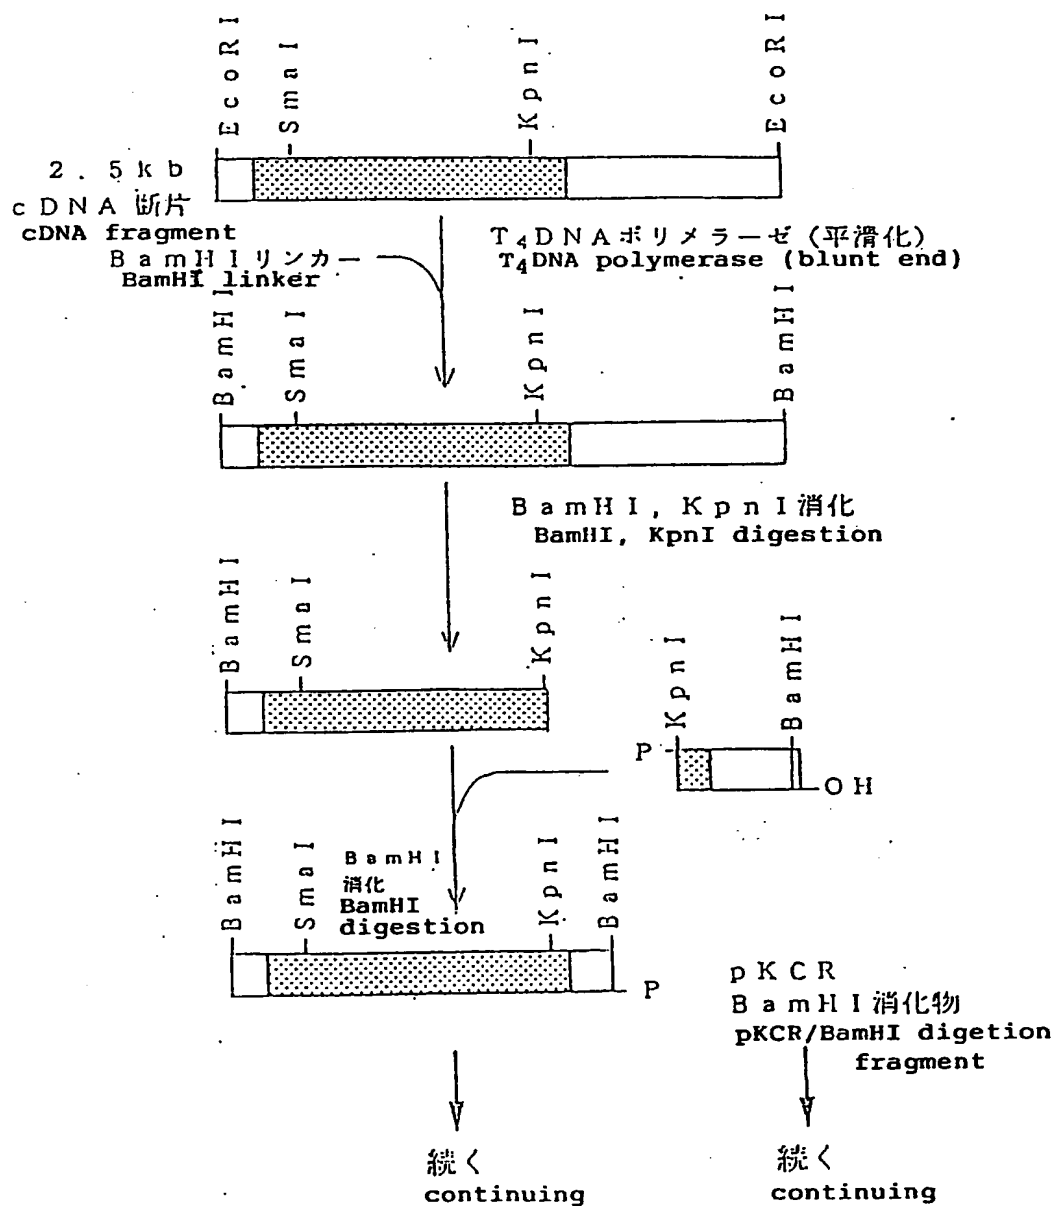 EcoRI
SmaI
KpnI
EcoRI
2.5kb
cDNA断片
cDNA fragment
BamHIリンカー
BamHI linker
T4DNAポリメラーゼ（平滑化）
T4DNA polymerase (blunt end)
BamHI
SmaI
KpnI
BamHI
BamHI, KpnI消化
BamHI, KpnI digestion
BamHI
SmaI
KpnI
KpnI
BamHI
P
OH
BamHI
SmaI
BamHI
消化
BamHI
digestion
KpnI
BamHI
P
pKCR
BamHI消化物
pKCR/BamHI digetion
fragment
続く
continuing
続く
continuing